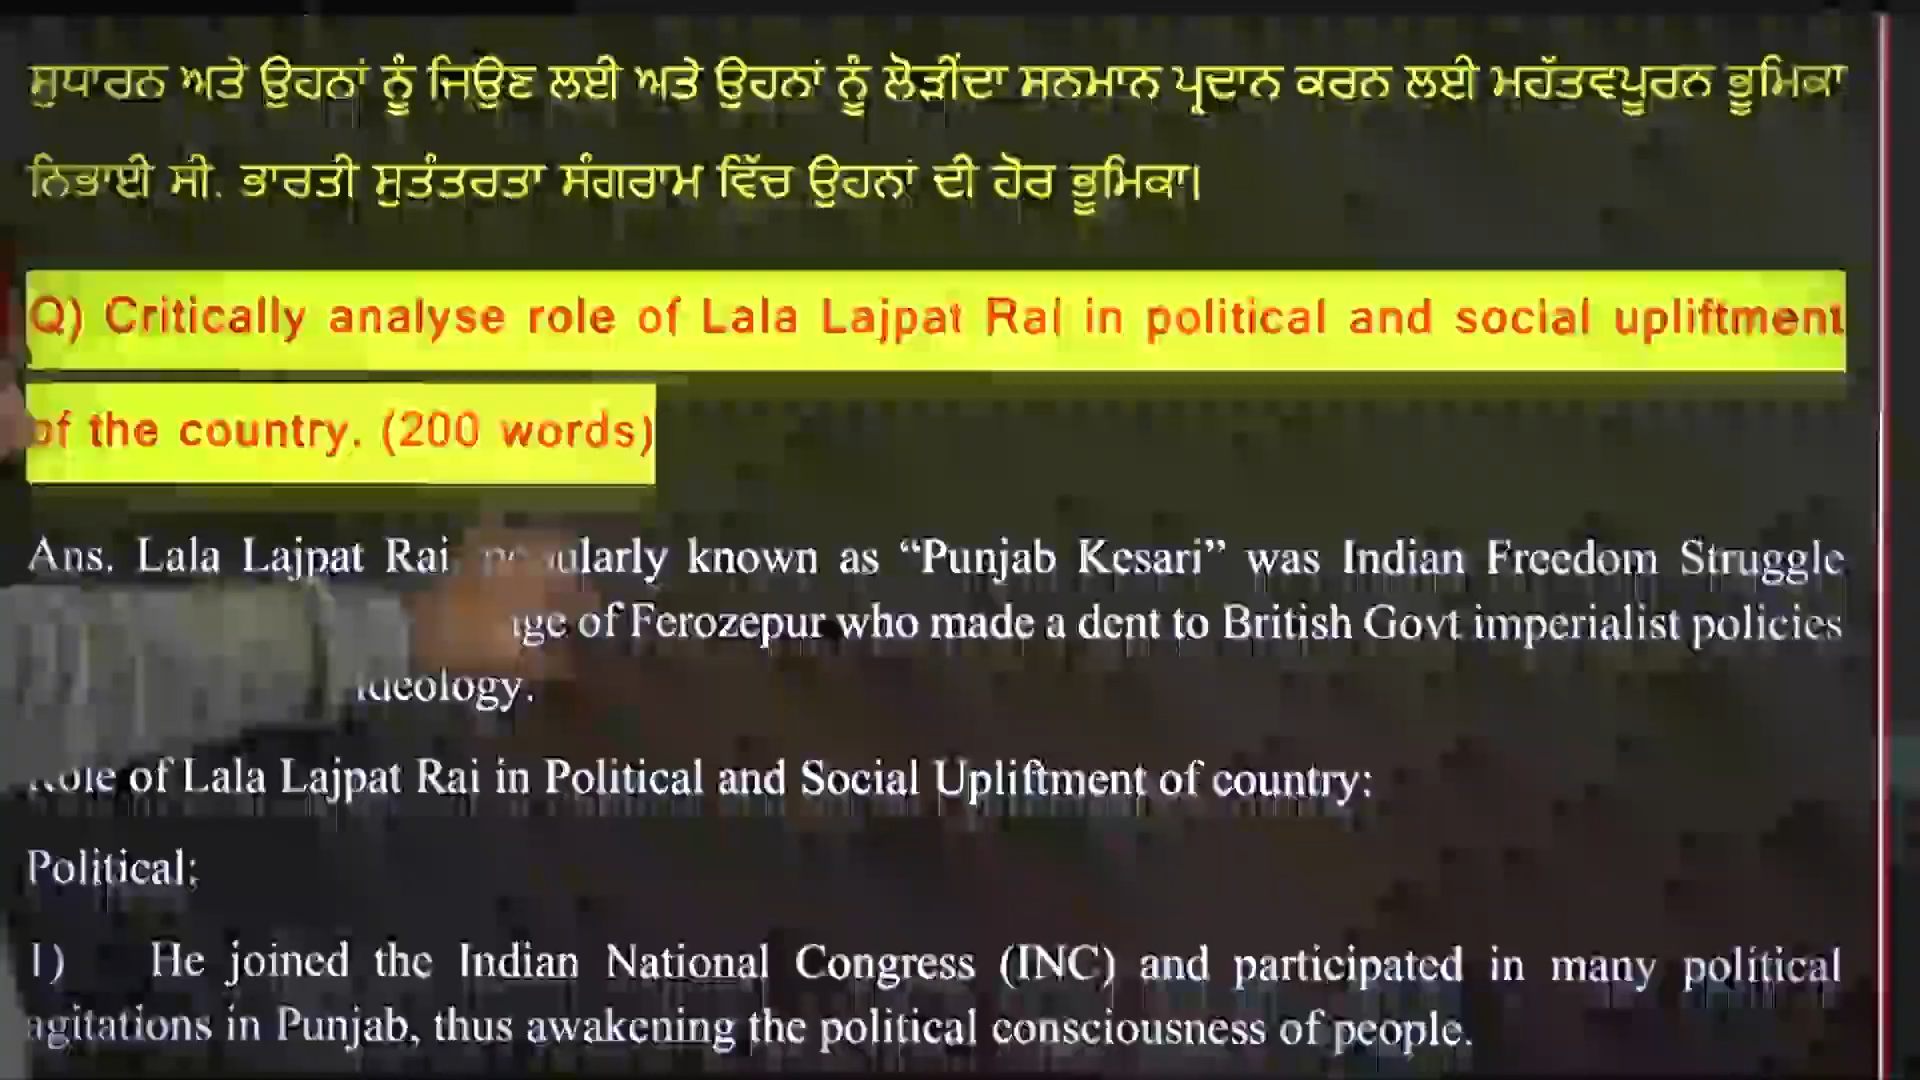 ਸੁਧਾਰਨ ਅਤੇ ਉਹਨਾਂ ਨੂੰ ਜਿਉਣ ਲਈ ਅਤੇ ਉਹਨਾਂ ਨੂੰ ਲੋੜੀਂਦਾ ਸਨਮਾਨ ਪ੍ਰਦਾਨ ਕਰਨ ਲਈ ਮਹੱਤਵਪੂਰਨ ਭੂਮਿਕਾ
ਨਿਭਾਈ ਸੀ. ਭਾਰਤੀ ਸੁਤੰਤਰਤਾ ਸੰਗਰਾਮ ਵਿੱਚ ਉਹਨਾਂ ਦੀ ਹੋਰ ਭੂਮਿਕਾ।
Q) Critically analyse role of Lala Lajpat Rai in political and social upliftment
of the country. (200 words)
Ans. Lala Lajpat Rai known as “Punjab Kesari” was Indian Freedom Struggle
of Ferozepur who made a dent to British Govt imperialist policies
ideology.
Role of Lala Lajpat Rai in Political and Social Upliftment of country:
Political;
1) He joined the Indian National Congress (INC) and participated in many political
agitations in Punjab, thus awakening the political consciousness of people.